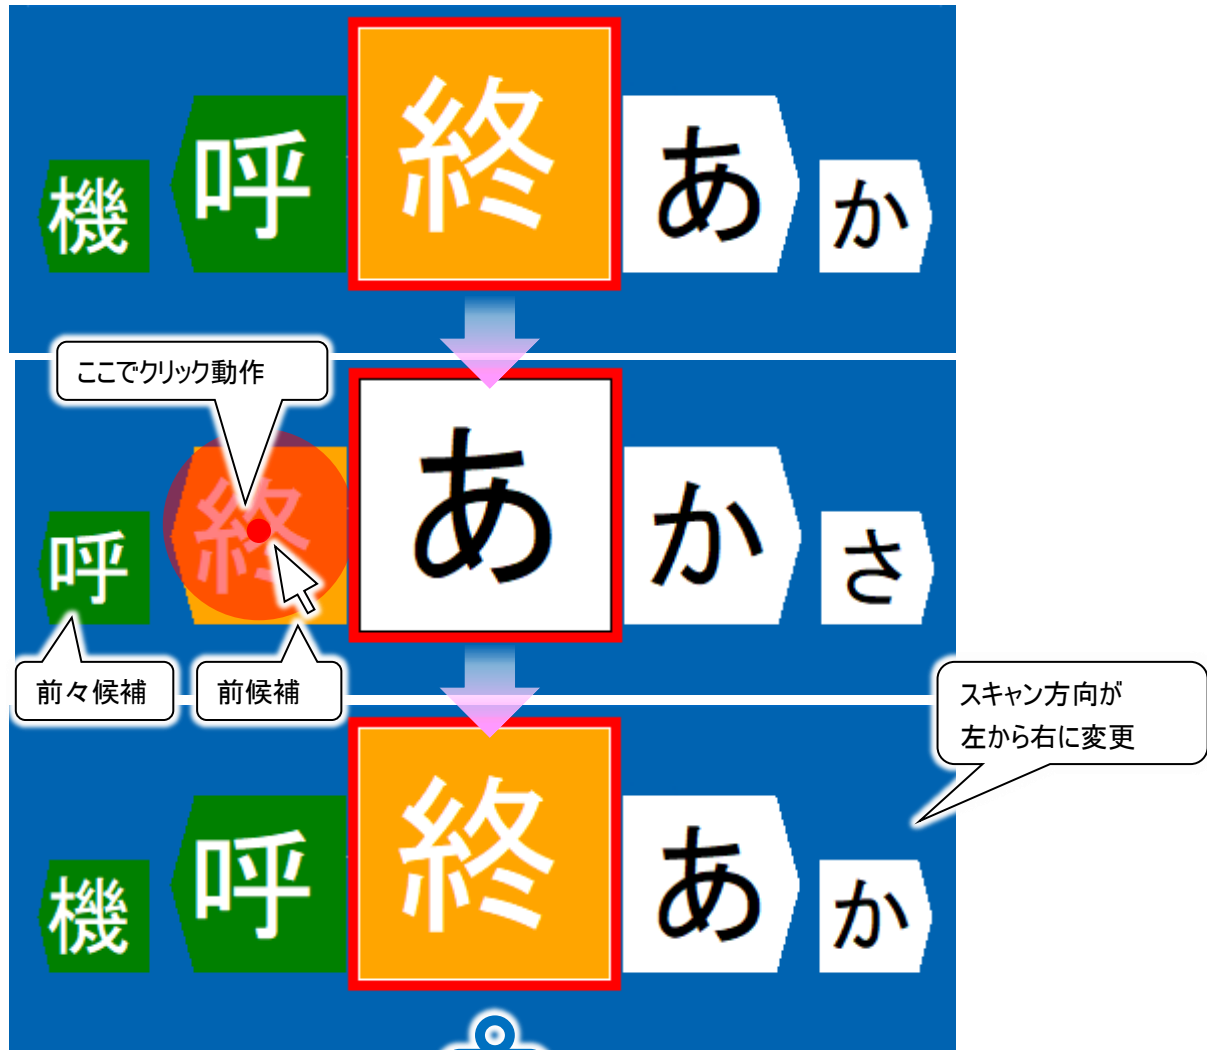 機 呼 終 あ か
ここでクリック動作
呼 終 あ か さ
前々候補 前候補
スキャン方向が
左から右に変更
機 呼 終 あ か